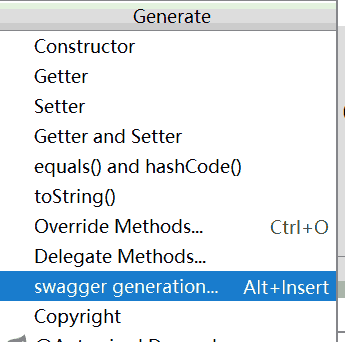 Generate
Constructor
Getter
Setter
Getter and Setter
equals() and hashCode()
toString()
Override Methods... Ctrl+O
Delegate Methods...
swagger generation... Alt+Insert
Copyright